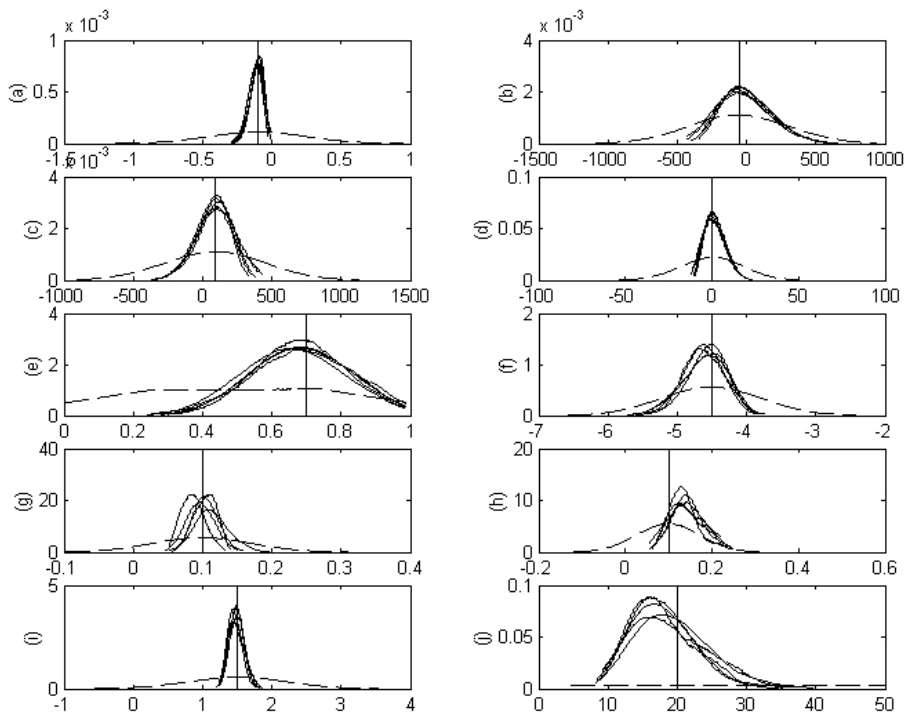 x 10⁻³ x 10⁻³
1 4
(a) 0.5 (b) 2
0 0
-1 -0.5 0 0.5 1 -1500 -1000 -500 0 500 1000
x 10⁻³
4 0.1
(c) 2 (d) 0.05
0 0
-1000 -500 0 500 1000 1500 -100 -50 0 50 100
4 2
(e) 2 (f) 1
0 0
0 0.2 0.4 0.6 0.8 1 -7 -6 -5 -4 -3 -2
40 20
(g) 20 (h) 10
0 0
-0.1 0 0.1 0.2 0.3 0.4 -0.2 0 0.2 0.4 0.6
5 0.1
(i) (j) 0.05
0 0
-1 0 1 2 3 4 0 10 20 30 40 50